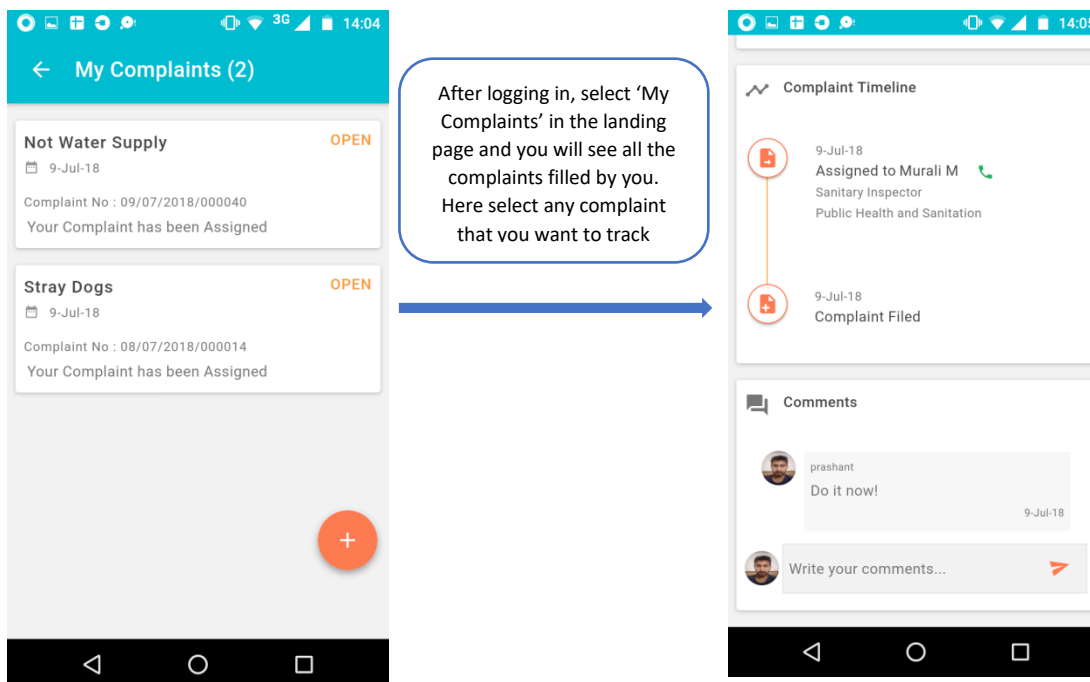 3G 14:04
My Complaints (2)
Not Water Supply OPEN
9-Jul-18
Complaint No : 09/07/2018/000040
Your Complaint has been Assigned
Stray Dogs OPEN
9-Jul-18
Complaint No : 08/07/2018/000014
Your Complaint has been Assigned
+
After logging in, select ‘My
Complaints’ in the landing
page and you will see all the
complaints filled by you.
Here select any complaint
that you want to track
14:05
Complaint Timeline
9-Jul-18
Assigned to Murali M
Sanitary Inspector
Public Health and Sanitation
9-Jul-18
Complaint Filed
Comments
prashant
Do it now!
9-Jul-18
Write your comments...